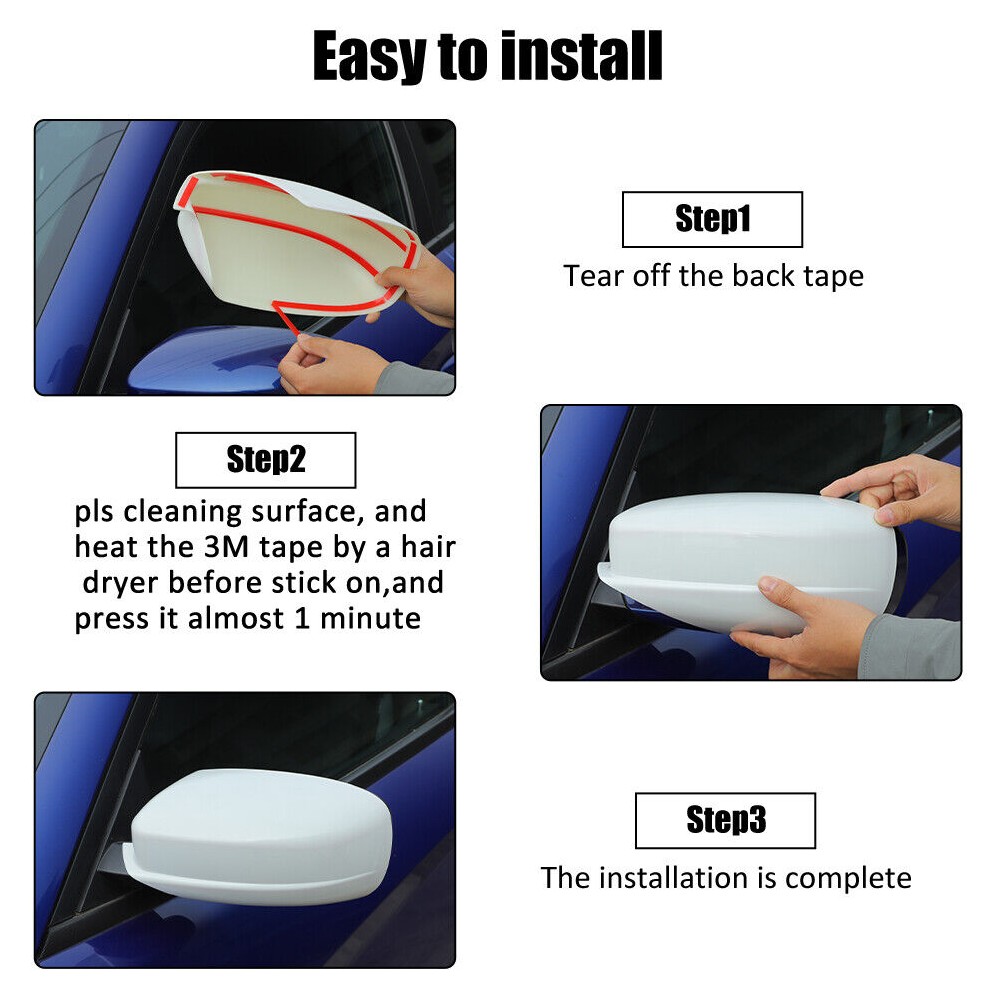 Easy to install
Step1
Tear off the back tape
Step2
pls cleaning surface, and
heat the 3M tape by a hair
dryer before stick on,and
press it almost 1 minute
Step3
The installation is complete